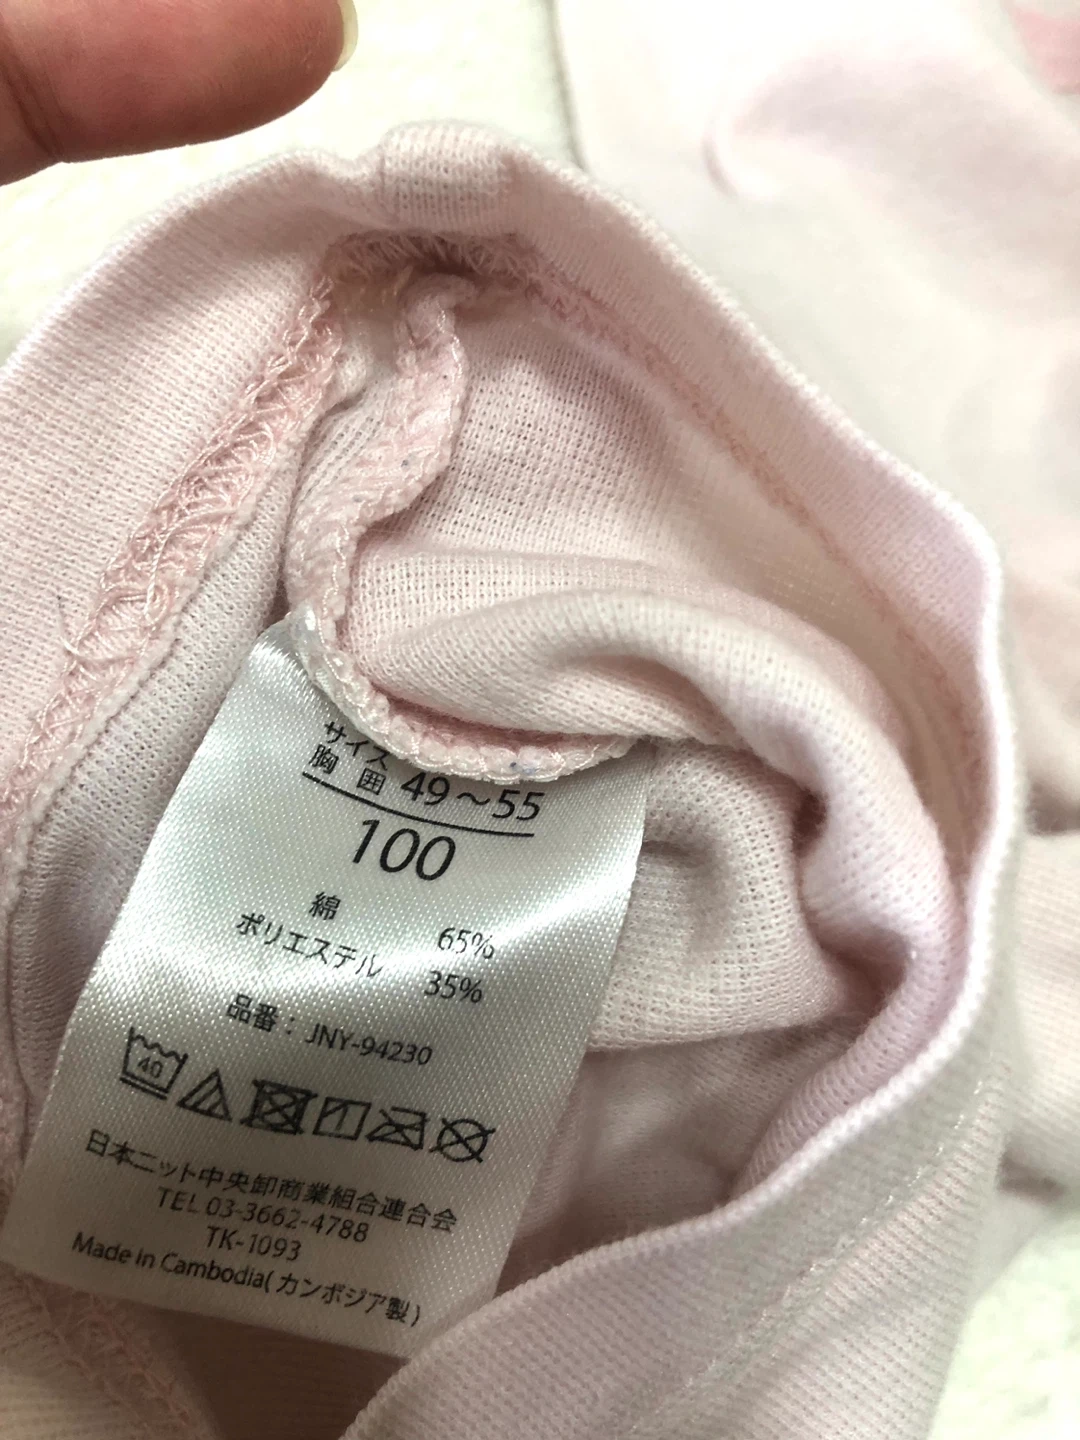 サイズ
胸囲 49～55
100
綿 65%
ポリエステル 35%
品番：JNY-94230
40
日本ニット中央卸商業組合連合会
TEL 03-3662-4788
TK-1093
Made in Cambodia(カンボジア製)